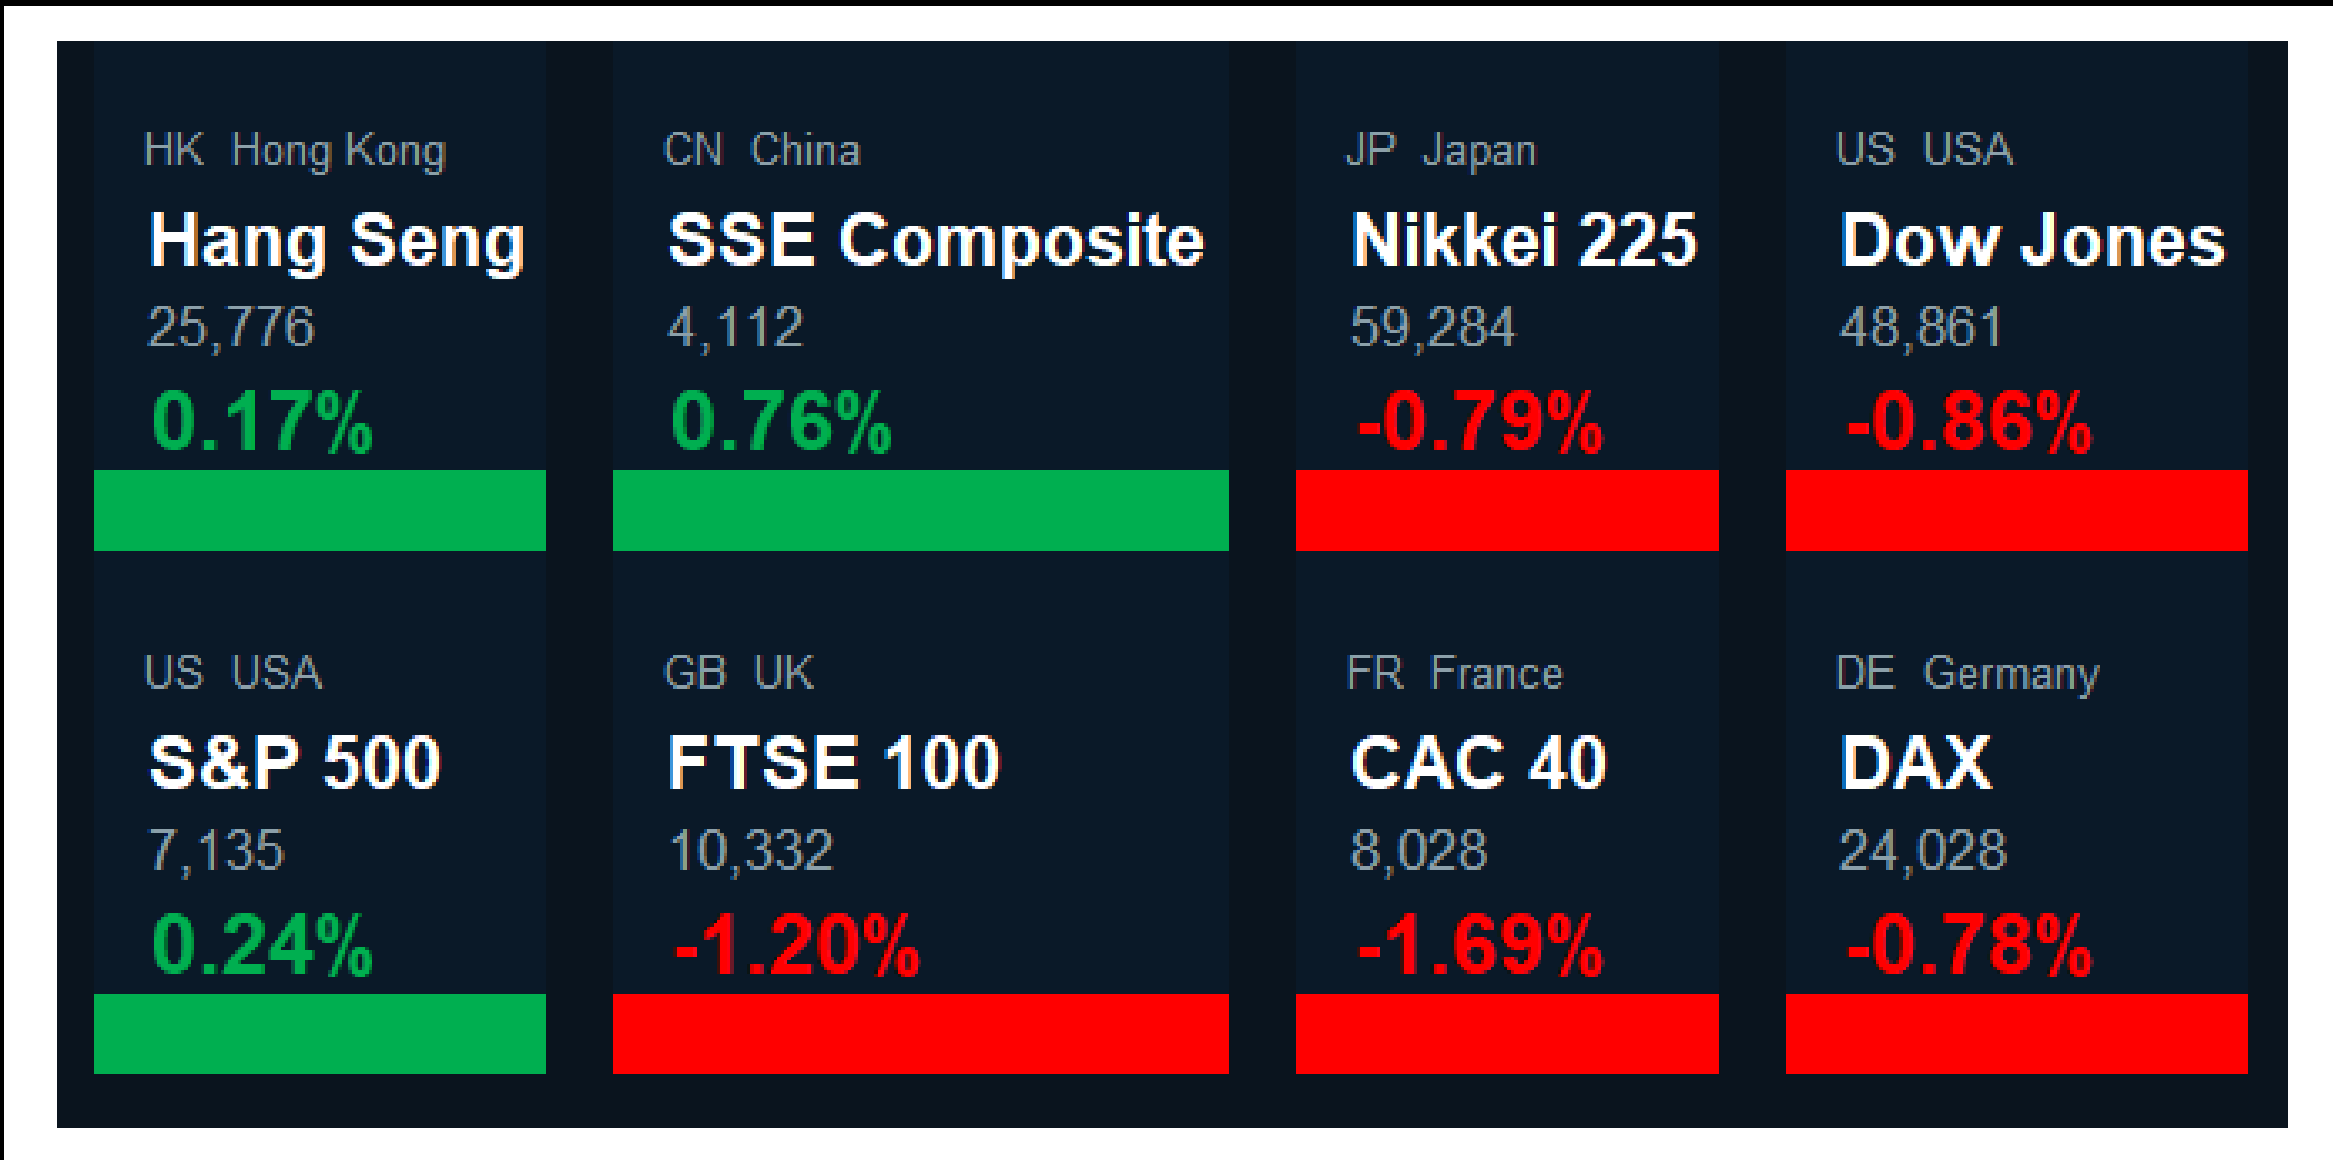 HK Hong Kong
Hang Seng
25,776
0.17%
CN China
SSE Composite
4,112
0.76%
JP Japan
Nikkei 225
59,284
-0.79%
US USA
Dow Jones
48,861
-0.86%
US USA
S&P 500
7,135
0.24%
GB UK
FTSE 100
10,332
-1.20%
FR France
CAC 40
8,028
-1.69%
DE Germany
DAX
24,028
-0.78%